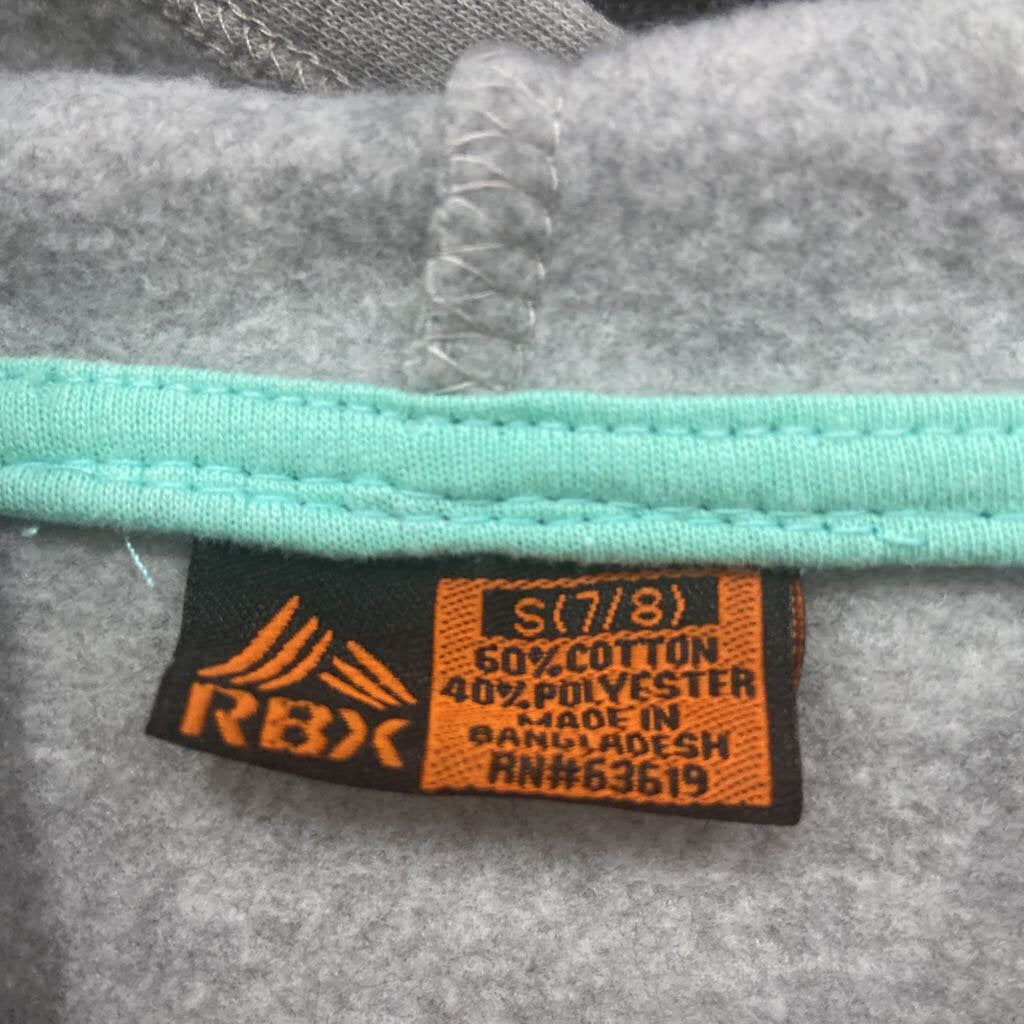 RBX
S(7/8)
60% COTTON
40% POLYESTER
MADE IN
BANGLADESH
RN#63619